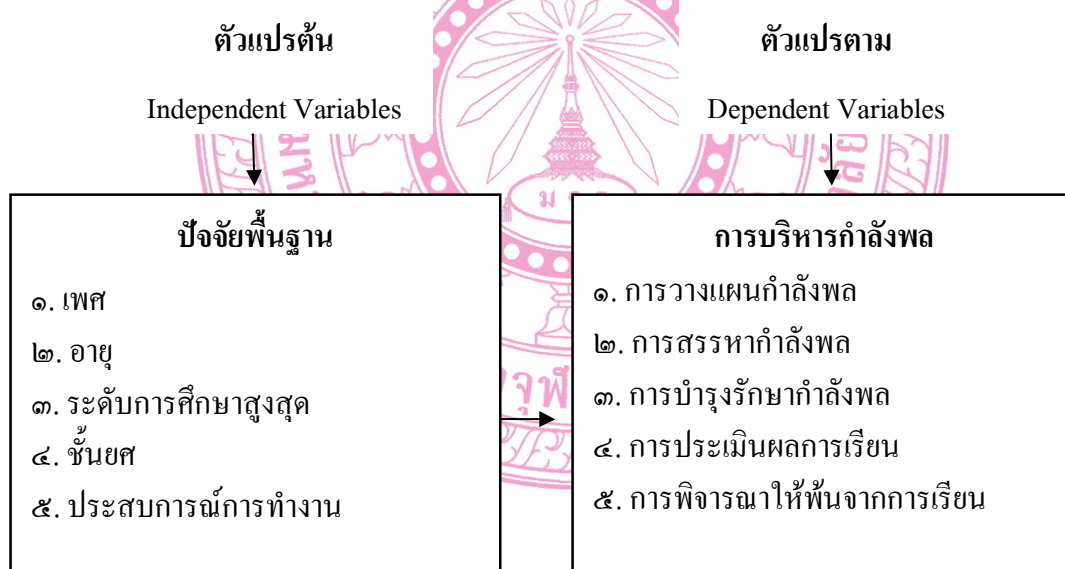 ตัวแปรต้น
Independent Variables
ตัวแปรตาม
Dependent Variables
ปัจจัยพื้นฐาน
๑. เพศ
๒. อายุ
๓. ระดับการศึกษาสูงสุด
๔. ชั้นยศ
๕. ประสบการณ์การทำงาน
การบริหารกำลังพล
๑. การวางแผนกำลังพล
๒. การสรรหากำลังพล
๓. การบำรุงรักษากำลังพล
๔. การประเมินผลการเรียน
๕. การพิจารณาให้พ้นจากการเรียน